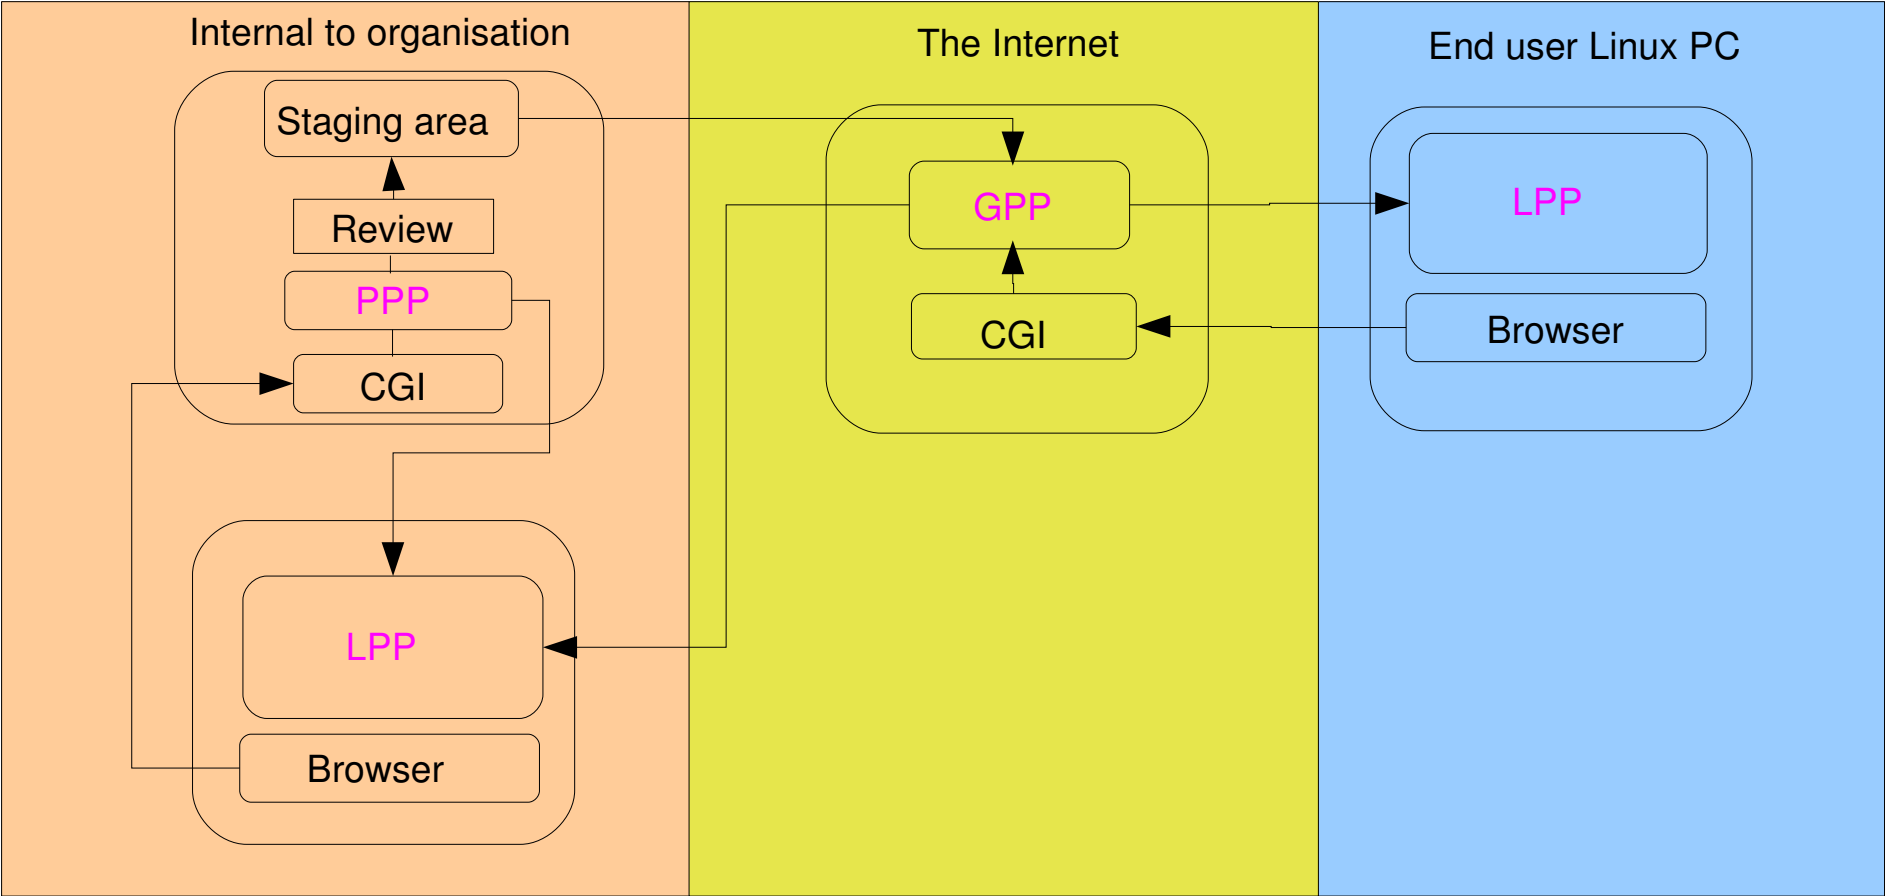 Internal to organisation
Staging area
Review
PPP
CGI
LPP
Browser
The Internet
GPP
CGI
End user Linux PC
LPP
Browser